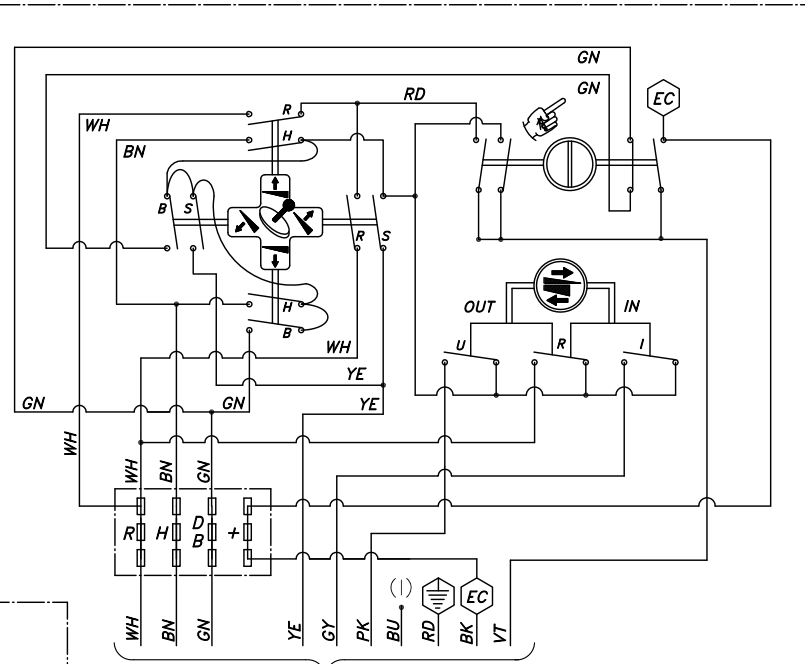 GN
GN
EC
RD
R
WH
H
BN
B S
R S
H
B
OUT IN
WH
U R I
YE
GN GN YE
WH
WH BN GN
R H D B +
EC
WH BN GN YE GY PK BU RD BK VT